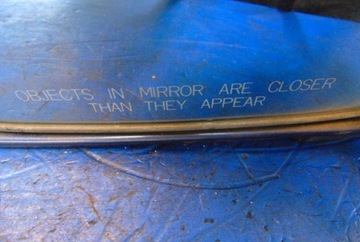 OBJECTS IN MIRROR ARE CLOSER
THAN THEY APPEAR